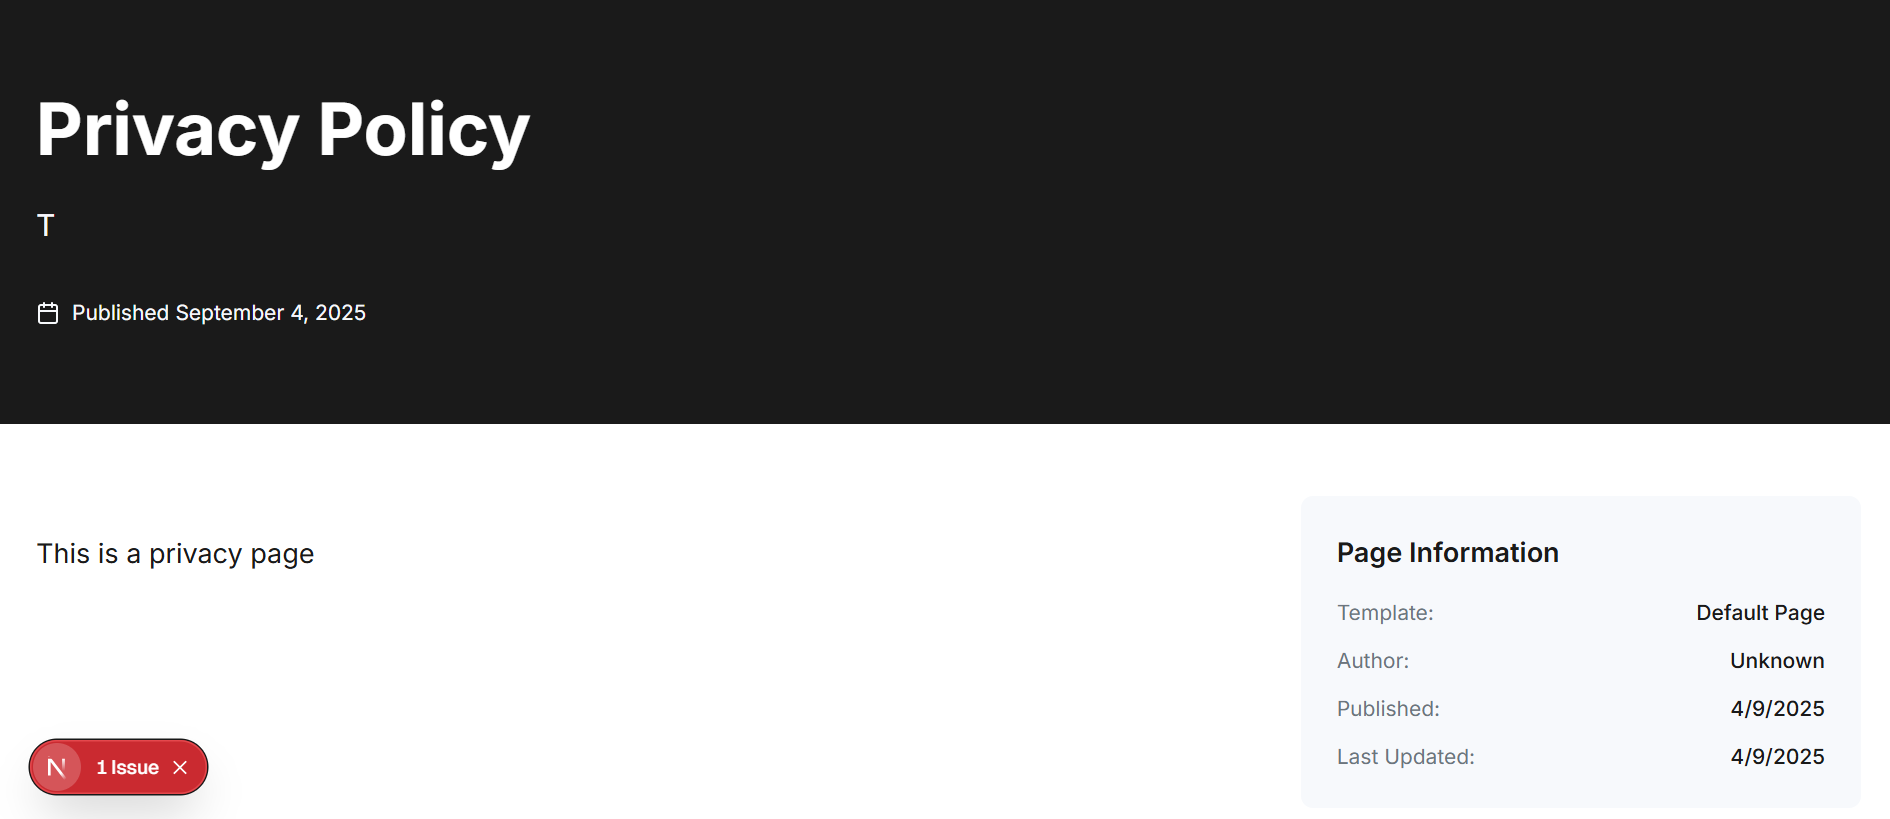 Privacy Policy
T
Published September 4, 2025
This is a privacy page
Page Information
Template: Default Page
Author: Unknown
Published: 4/9/2025
Last Updated: 4/9/2025
N 1 Issue